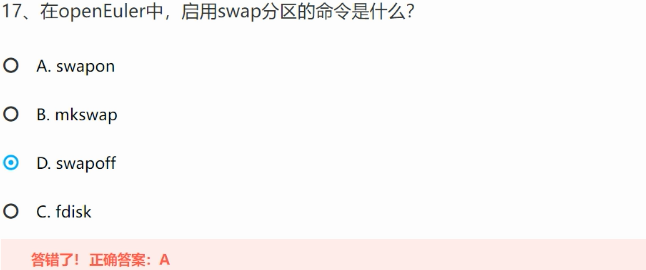 17、在openEuler中，启用swap分区的命令是什么？
A. swapon
B. mkswap
D. swapoff
C. fdisk
答错了！正确答案：A